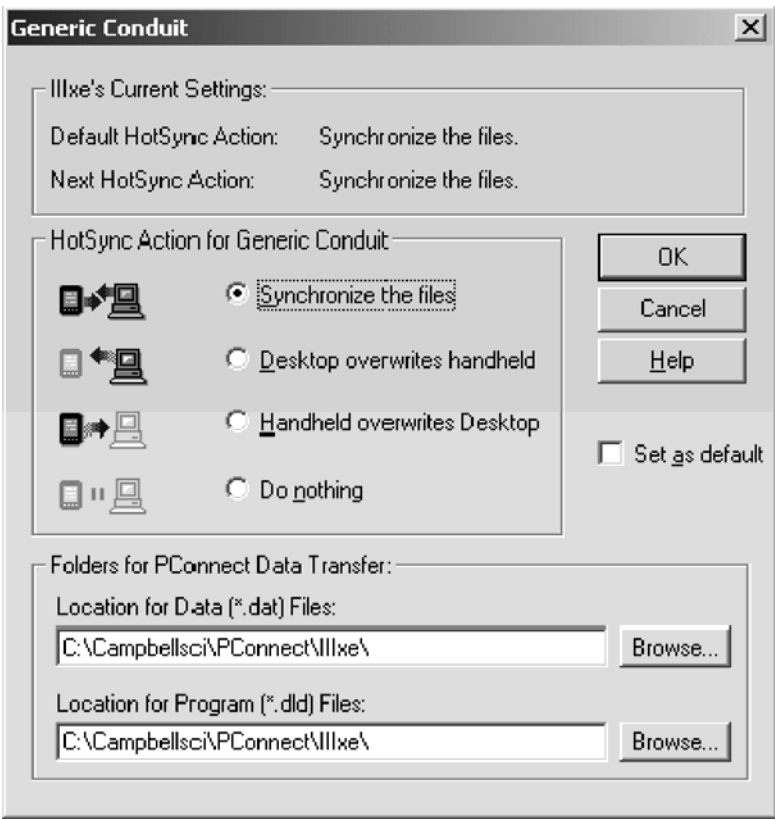 Generic Conduit
IIIxe's Current Settings:
Default HotSync Action: Synchronize the files.
Next HotSync Action: Synchronize the files.
HotSync Action for Generic Conduit
Synchronize the files
Desktop overwrites handheld
Handheld overwrites Desktop
Do nothing
OK
Cancel
Help
Set as default
Folders for PConnect Data Transfer:
Location for Data (*.dat) Files:
C:\Campbellsci\PConnect\IIIxe\
Browse...
Location for Program (*.dld) Files:
C:\Campbellsci\PConnect\IIIxe\
Browse...